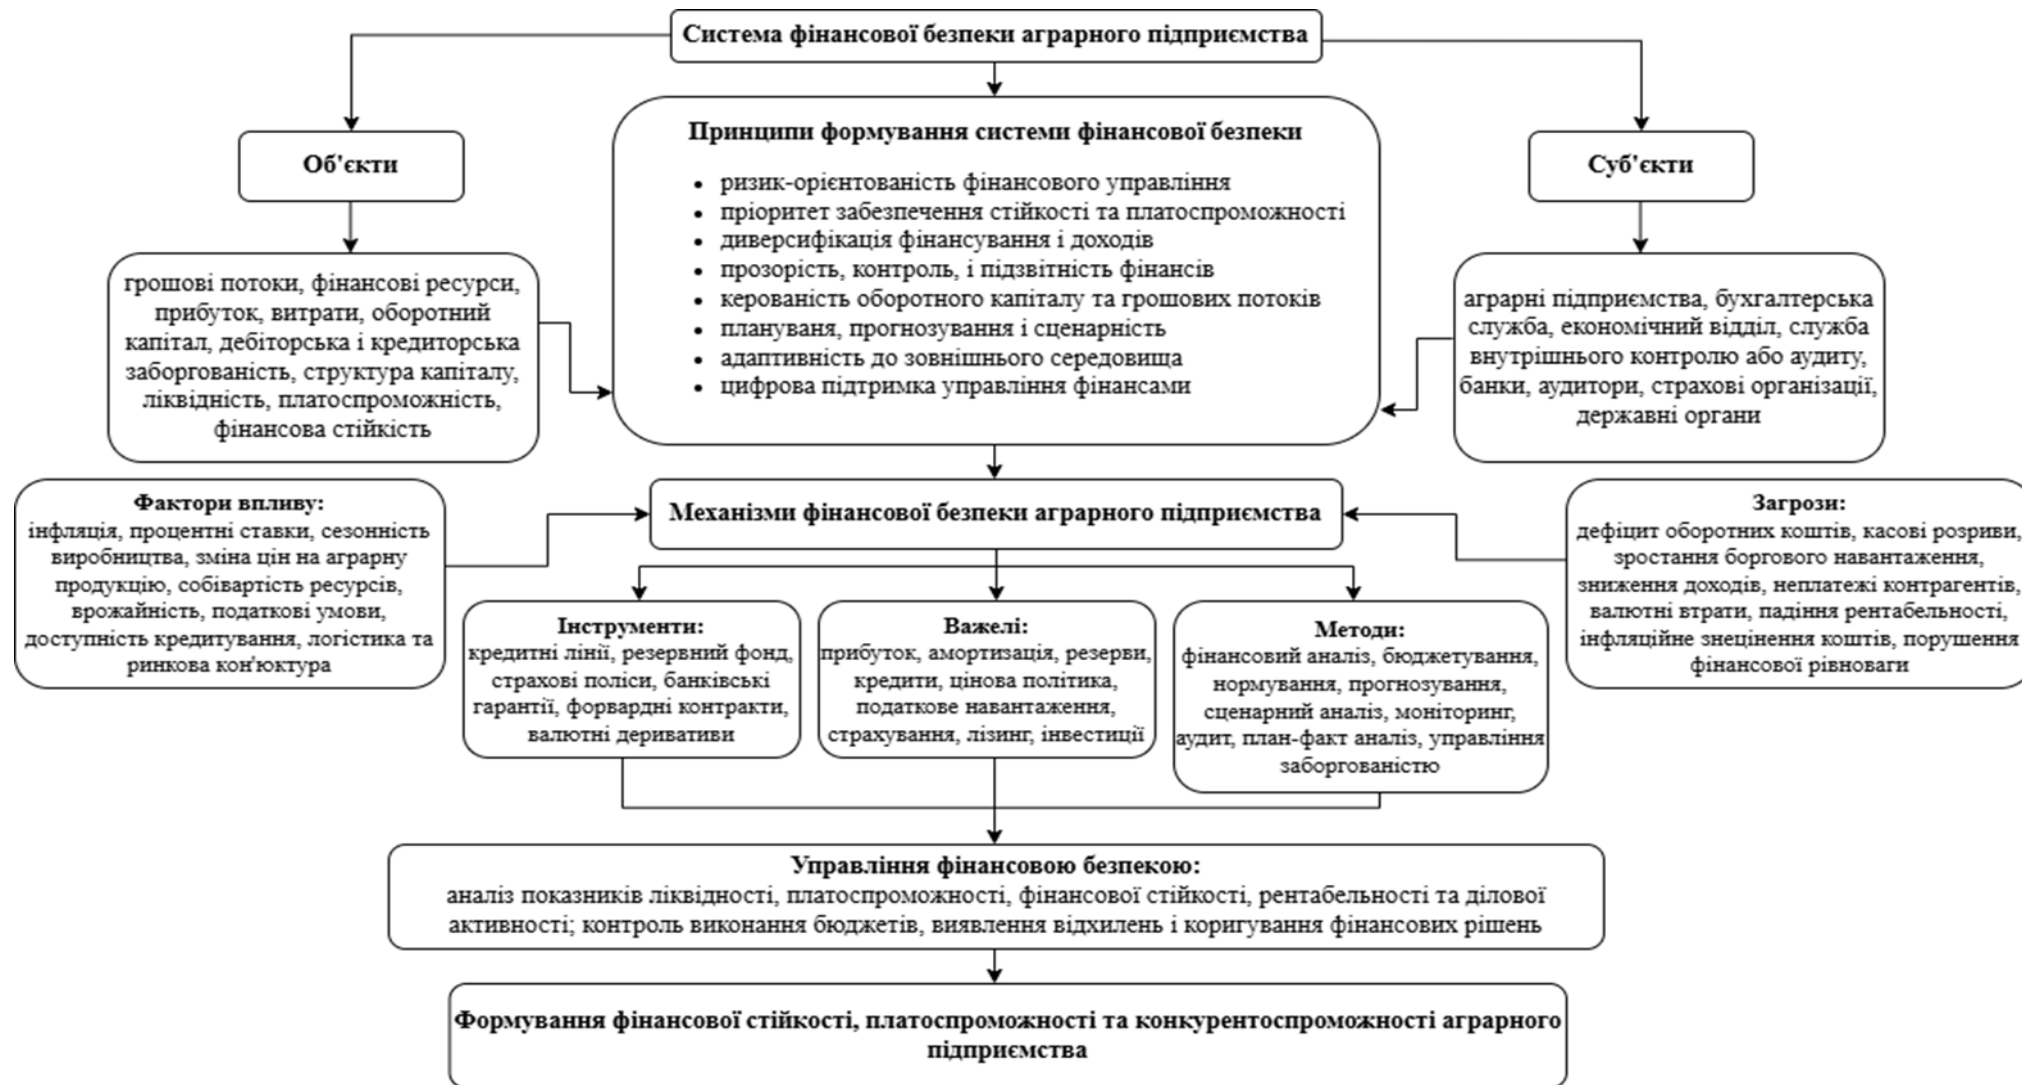 Система фінансової безпеки аграрного підприємства
Об'єкти
Принципи формування системи фінансової безпеки
• ризик-орієнтованість фінансового управління
• пріоритет забезпечення стійкості та платоспроможності
• диверсифікація фінансування і доходів
• прозорість, контроль, і підзвітність фінансів
• керованість оборотного капіталу та грошових потоків
• плануваня, прогнозування і сценарність
• адаптивність до зовнішнього середовища
• цифрова підтримка управління фінансами
Суб'єкти
грошові потоки, фінансові ресурси,
прибуток, витрати, оборотний
капітал, дебіторська і кредиторська
заборгованість, структура капіталу,
ліквідність, платоспроможність,
фінансова стійкість
аграрні підприємства, бухгалтерська
служба, економічний відділ, служба
внутрішнього контролю або аудиту,
банки, аудитори, страхові організації,
державні органи
Фактори впливу:
інфляція, процентні ставки, сезонність
виробництва, зміна цін на аграрну
продукцію, собівартість ресурсів,
врожайність, податкові умови,
доступність кредитування, логістика та
ринкова кон'юктура
Механізми фінансової безпеки аграрного підприємства
Загрози:
дефіцит оборотних коштів, касові розриви,
зростання боргового навантаження,
зниження доходів, неплатежі контрагентів,
валютні втрати, падіння рентабельності,
інфляційне знецінення коштів, порушення
фінансової рівноваги
Інструменти:
кредитні лінії, резервний фонд,
страхові поліси, банківські
гарантії, форвардні контракти,
валютні деривативи
Важелі:
прибуток, амортизація, резерви,
кредити, цінова політика,
податкове навантаження,
страхування, лізинг, інвестиції
Методи:
фінансовий аналіз, бюджетування,
нормування, прогнозування,
сценарний аналіз, моніторинг,
аудит, план-факт аналіз, управління
заборгованістю
Управління фінансовою безпекою:
аналіз показників ліквідності, платоспроможності, фінансової стійкості, рентабельності та ділової
активності; контроль виконання бюджетів, виявлення відхилень і коригування фінансових рішень
Формування фінансової стійкості, платоспроможності та конкурентоспроможності аграрного
підприємства